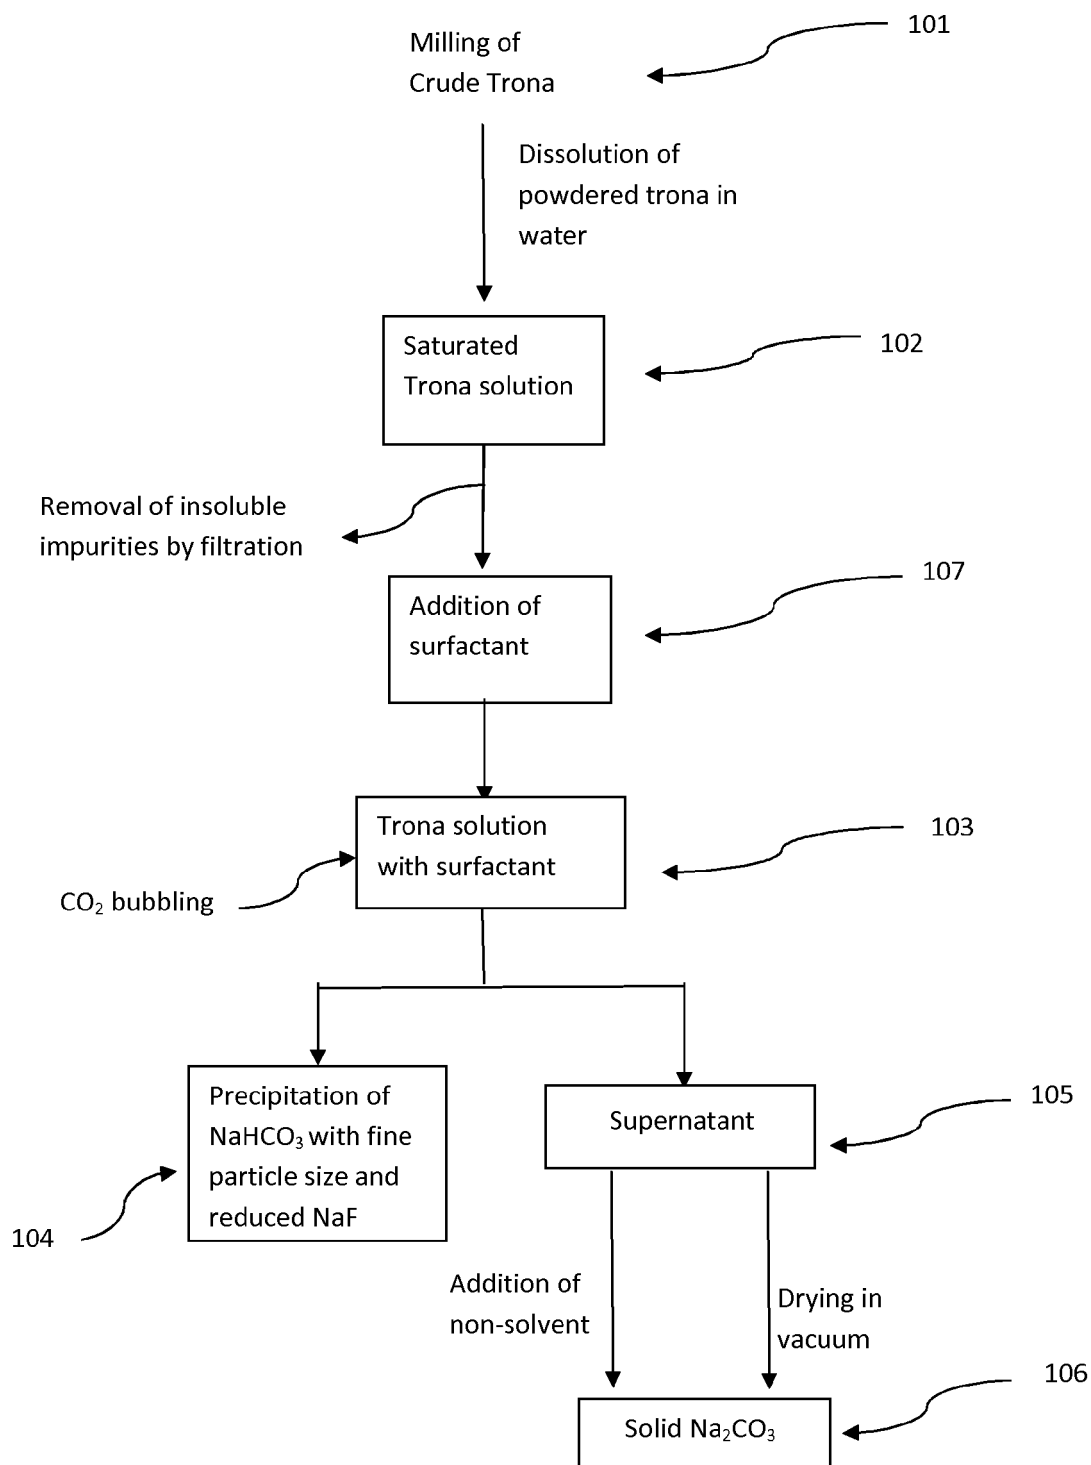 Milling of
Crude Trona
101
Dissolution of
powdered trona in
water
Saturated
Trona solution
102
Removal of insoluble
impurities by filtration
Addition of
surfactant
107
Trona solution
with surfactant
103
CO₂ bubbling
Precipitation of
NaHCO₃ with fine
particle size and
reduced NaF
104
Supernatant
105
Addition of
non-solvent
Drying in
vacuum
Solid Na₂CO₃
106